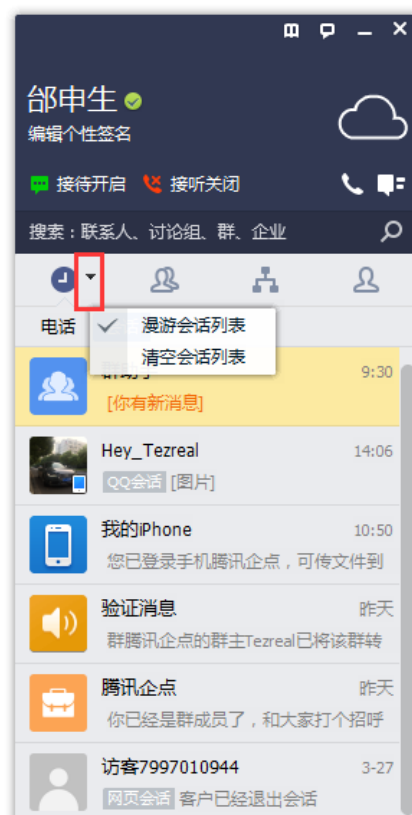 邰申生
编辑个性签名
接待开启 接听关闭
搜索：联系人、讨论组、群、企业
电话
漫游会话列表
清空会话列表
群助手 9:30
[你有新消息]
Hey_Tezreal 14:06
QQ会话 [图片]
我的iPhone 10:50
您已登录手机腾讯企点，可传文件到
验证消息 昨天
群腾讯企点的群主Tezreal已将该群转
腾讯企点 昨天
你已经是群成员了，和大家打个招呼
访客7997010944 3-27
网页会话 客户已经退出会话